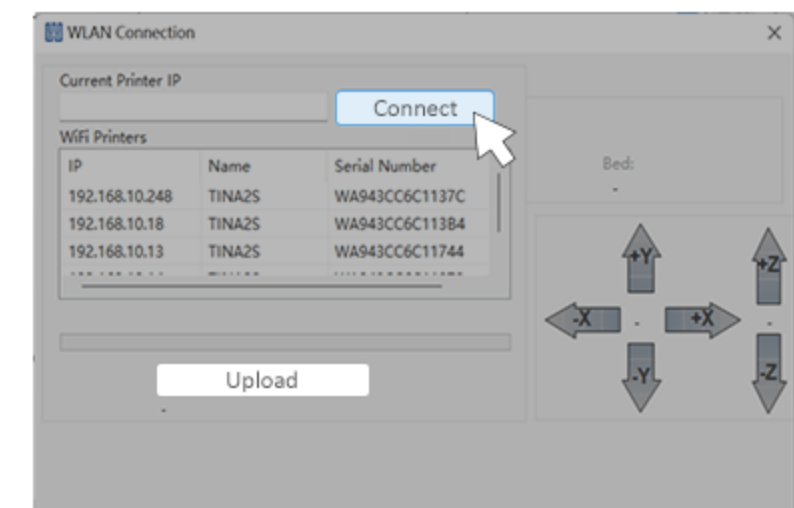 WLAN Connection
Current Printer IP
Connect
WiFi Printers
IP Name Serial Number
192.168.10.248 TINA2S WA943CC6C1137C
192.168.10.18 TINA2S WA943CC6C113B4
192.168.10.13 TINA2S WA943CC6C11744
Upload
-
Bed:
-
+Y
+Z
-X - +X -
-Y
-Z